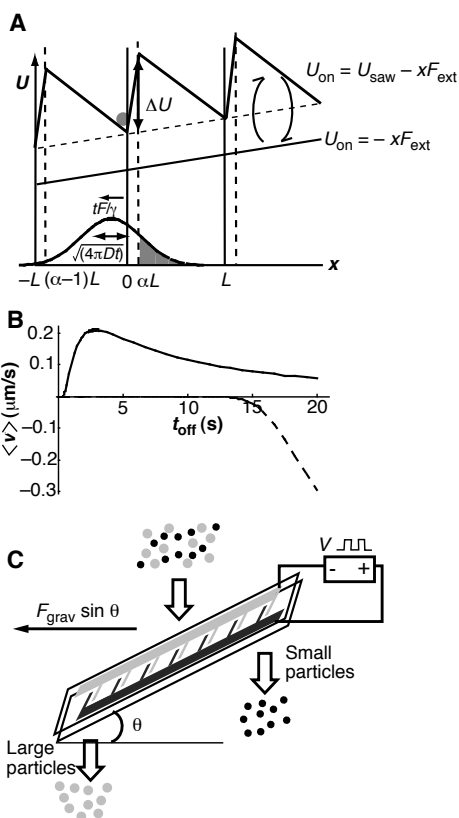 A
U
ΔU
U_on = U_saw – xF_ext
U_on = – xF_ext
tF/γ
√(4πDt)
–L (α–1)L 0 αL L x
B
0.2
0.1
5 10 15 20
t_off (s)
–0.1
–0.2
–0.3
⟨v⟩ (μm/s)
C
V
- +
F_grav sin θ
Small
particles
θ
Large
particles